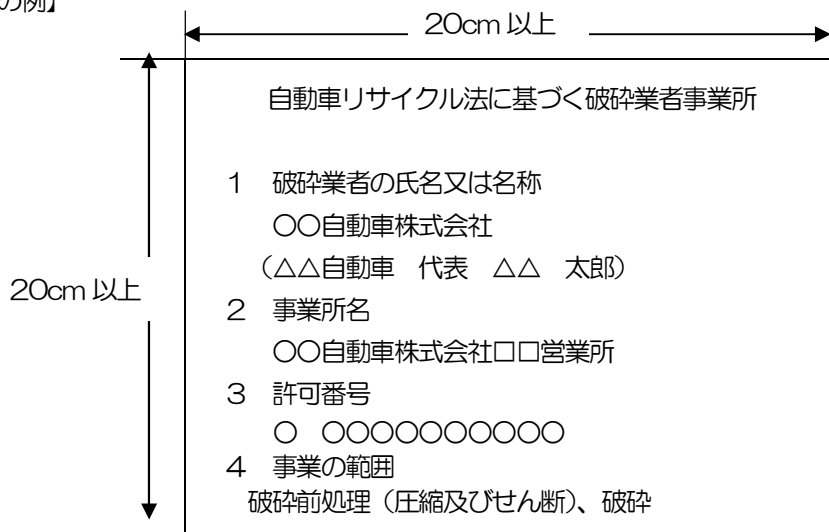 の例】
20cm 以上
自動車リサイクル法に基づく破砕業者事業所
1 破砕業者の氏名又は名称
〇〇自動車株式会社
（△△自動車 代表 △△ 太郎）
20cm 以上
2 事業所名
〇〇自動車株式会社□□営業所
3 許可番号
〇 〇〇〇〇〇〇〇〇〇〇
4 事業の範囲
破砕前処理（圧縮及びせん断）、破砕